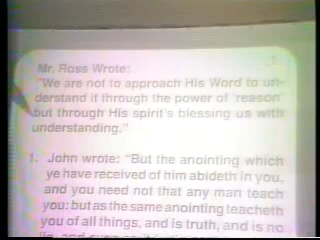 Mr. Ross Wrote:
"We are not to approach His Word to un-
derstand it through the power of 'reason'
but through His spirit's blessing us with
understanding."
1. John wrote: "But the anointing which
ye have received of him abideth in you,
and you need not that any man teach
you: but as the same anointing teacheth
you of all things, and is truth, and is no